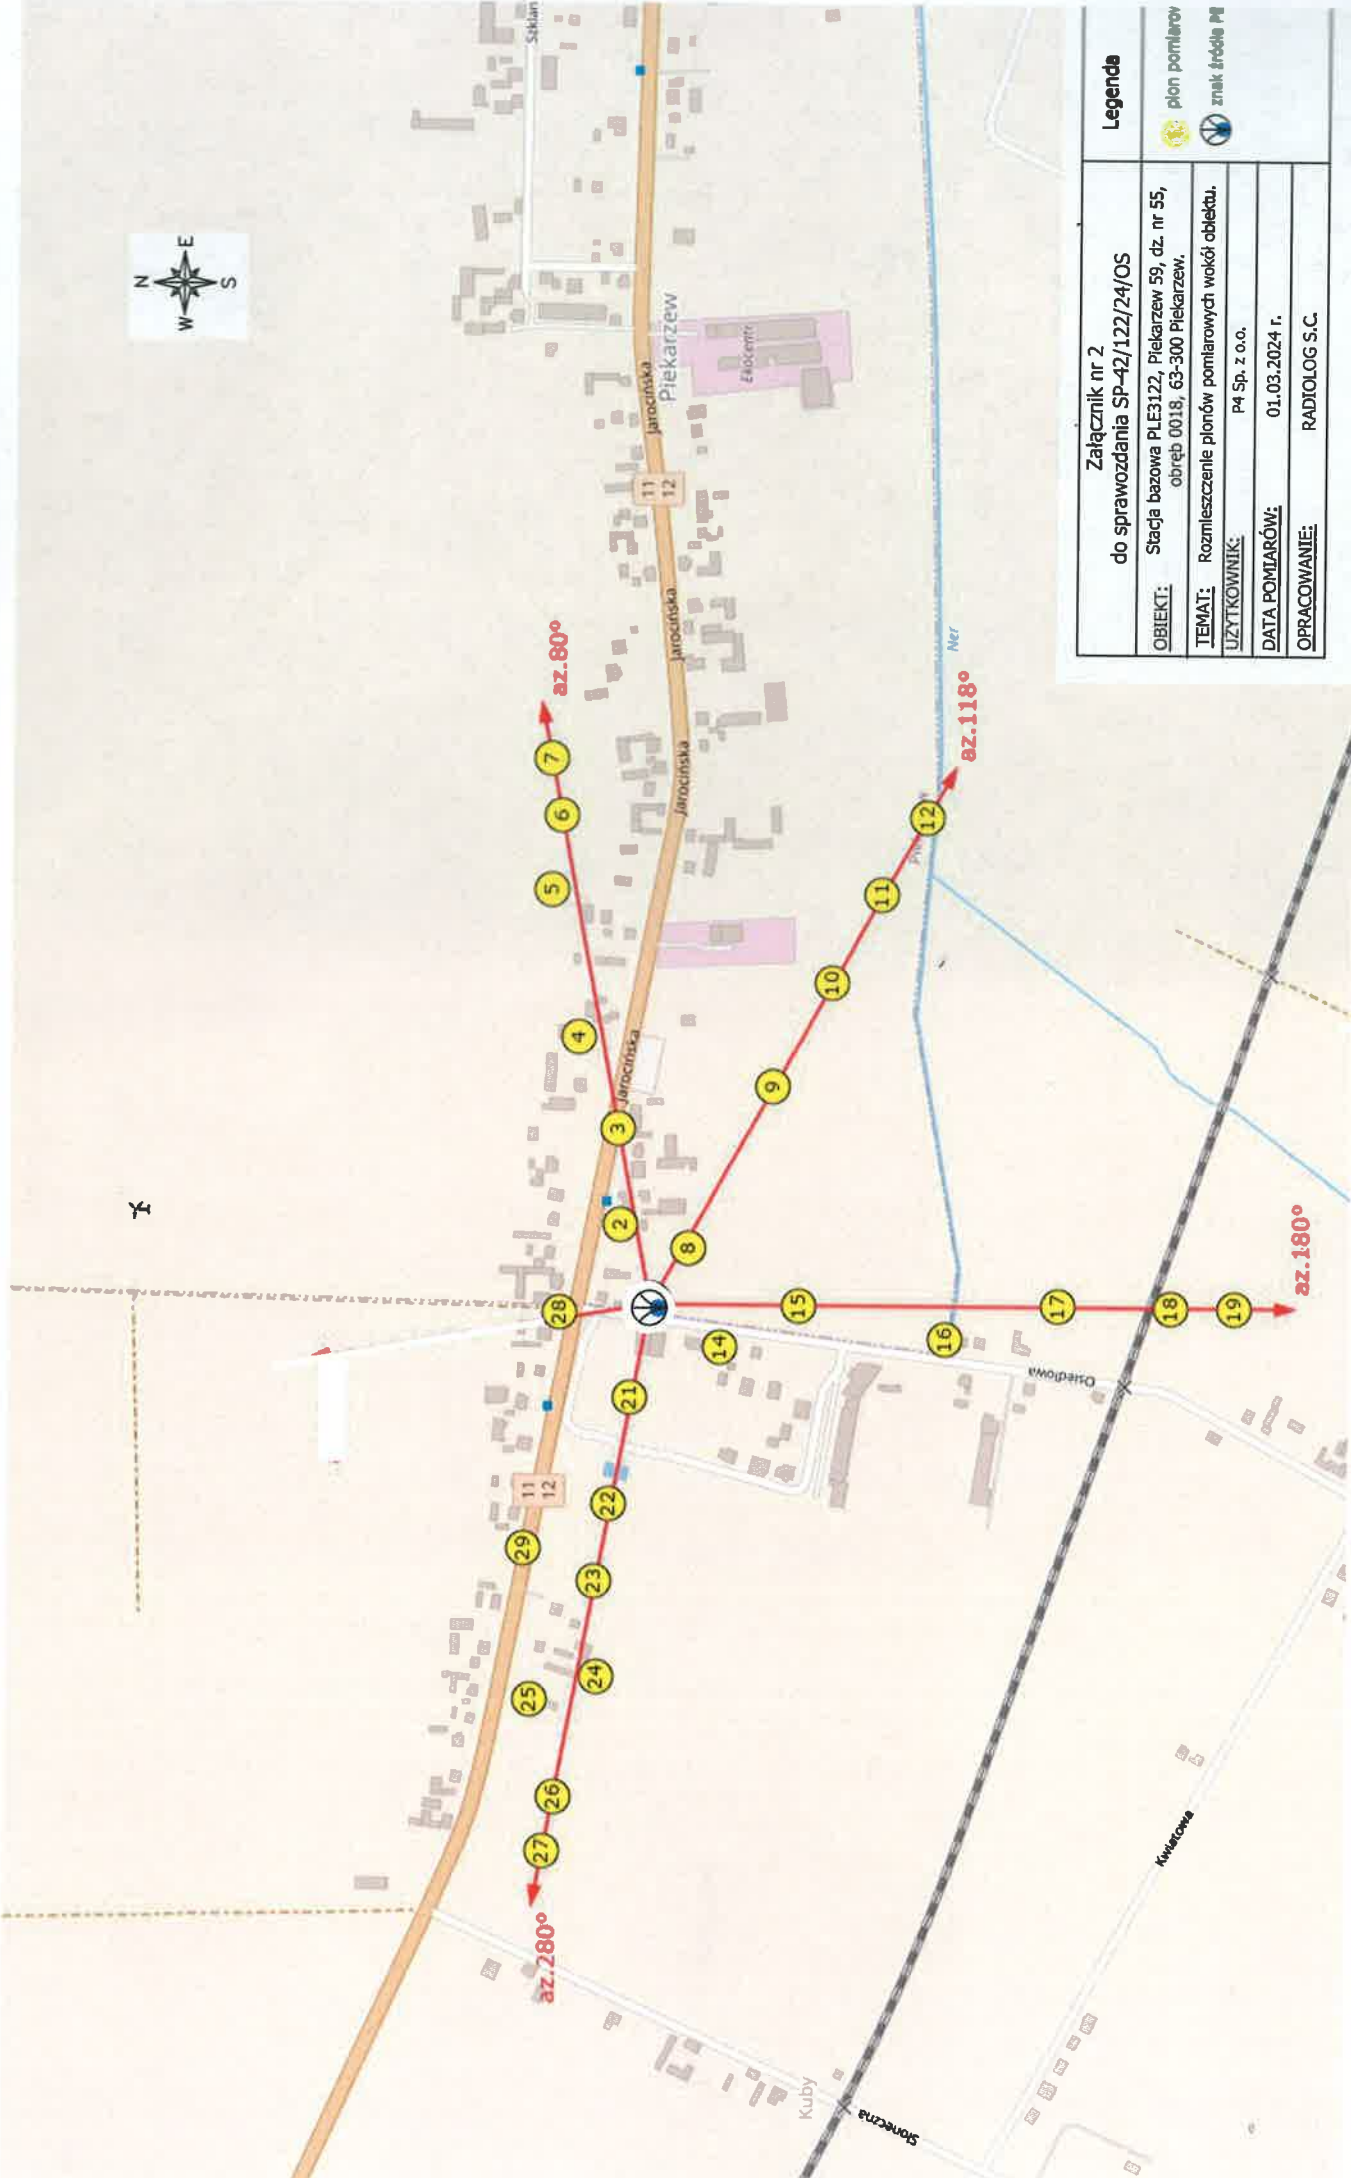 N
W E
S
Szklan
Jarocińska
Piekarzew
Ekocentr
11
12
Jarocińska
Jarocińska
Jarocińska
11
12
az.80°
az.118°
az.180°
az.280°
Ner
Osiedlowa
Kwiatowa
Słoneczna
Kuby
2
3
4
5
6
7
8
9
10
11
12
14
15
16
17
18
19
21
22
23
24
25
26
27
28
29
Załącznik nr 2
do sprawozdania SP-42/122/24/OS
OBIEKT: Stacja bazowa PLE3122, Piekarzew 59, dz. nr 55,
obręb 0018, 63-300 Piekarzew.
TEMAT: Rozmieszczenie pionów pomiarowych wokół obiektu.
UŻYTKOWNIK: P4 Sp. z o.o.
DATA POMIARÓW: 01.03.2024 r.
OPRACOWANIE: RADIOLOG S.C.
Legenda
pion pomiarow
znak źródła PE